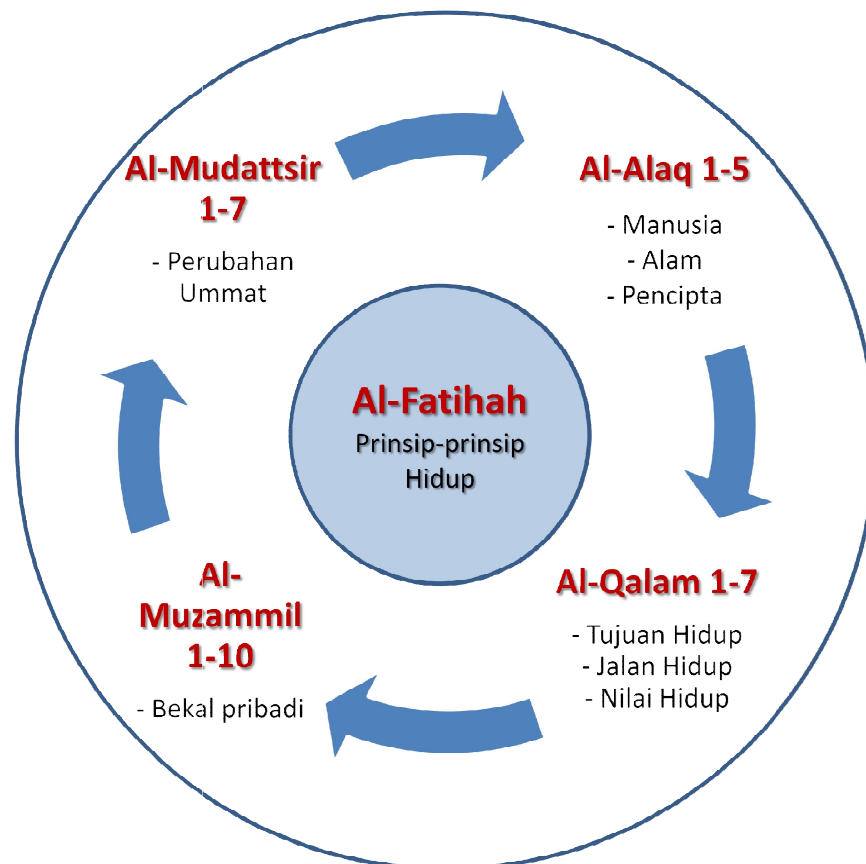 Al-Mudattsir
1-7
- Perubahan
Ummat
Al-Alaq 1-5
- Manusia
- Alam
- Pencipta
Al-Fatihah
Prinsip-prinsip
Hidup
Al-
Muzammil
1-10
- Bekal pribadi
Al-Qalam 1-7
- Tujuan Hidup
- Jalan Hidup
- Nilai Hidup